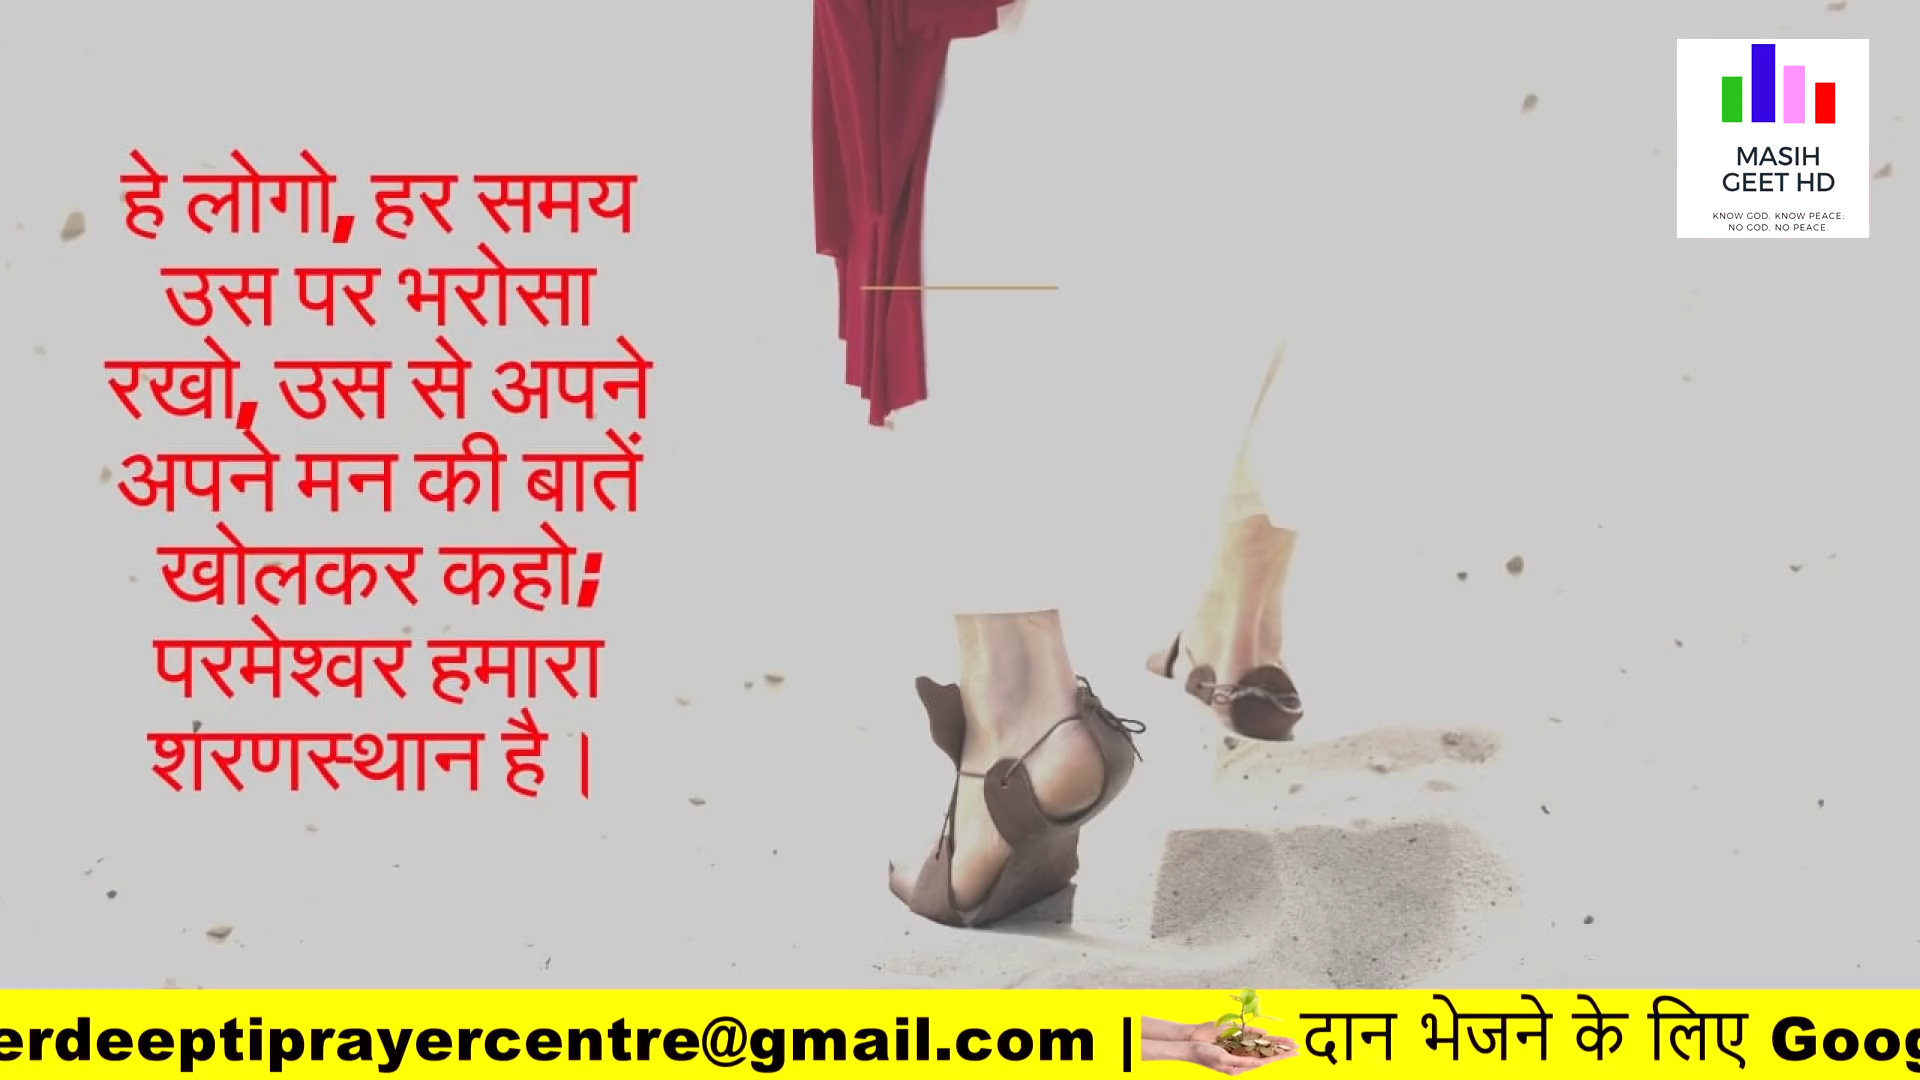 हे लोगो, हर समय
उस पर भरोसा
रखो, उस से अपने
अपने मन की बातें
खोलकर कहो;
परमेश्वर हमारा
शरणस्थान है।
MASIH
GEET HD
KNOW GOD. KNOW PEACE:
NO GOD. NO PEACE.
erdeeptiprayercentre@gmail.com | दान भेजने के लिए Goog